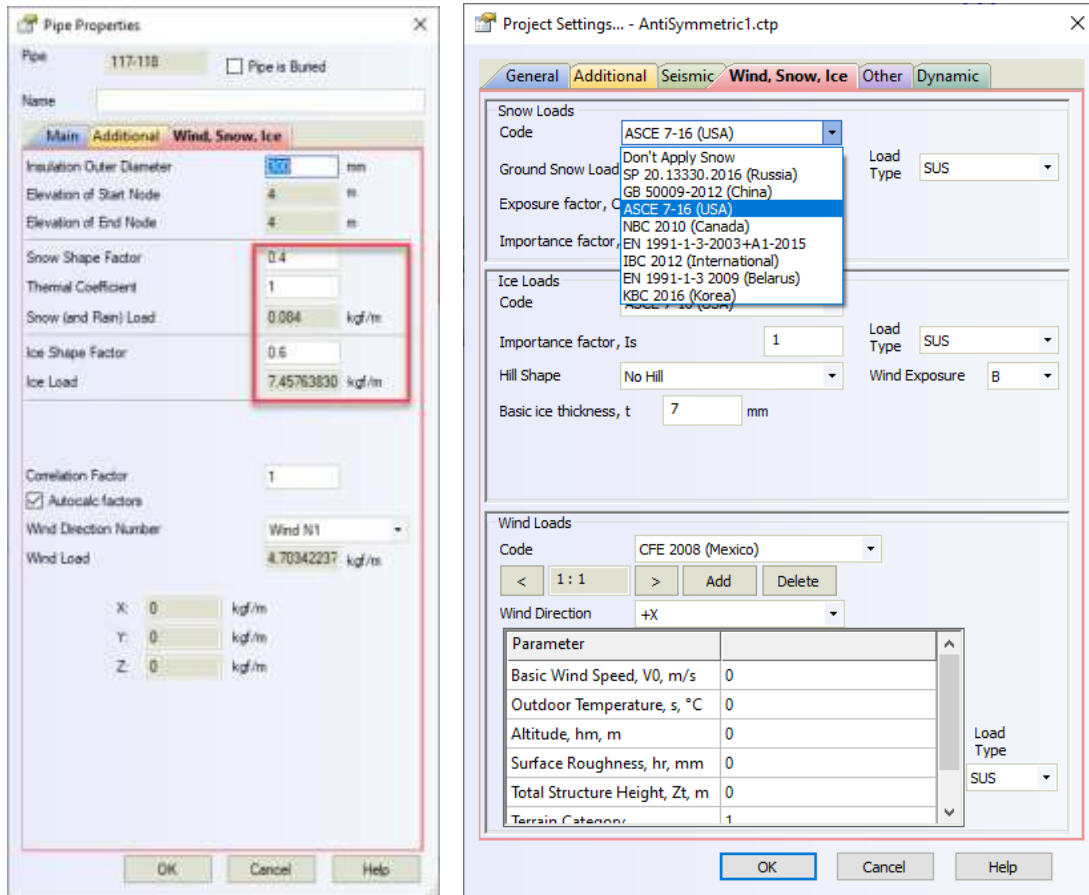 Pipe Properties
Pipe 117-118 Pipe is Buried
Name
Main Additional Wind, Snow, Ice
Insulation Outer Diameter 300 mm
Elevation of Start Node 4 m
Elevation of End Node 4 m
Snow Shape Factor 0.4
Thermal Coefficient 1
Snow (and Rain) Load 0.084 kgf/m
Ice Shape Factor 0.6
Ice Load 7.45763830 kgf/m
Correlation Factor 1
Autocalc factors
Wind Direction Number Wind N1
Wind Load 4.70342237 kgf/m
X: 0 kgf/m
Y: 0 kgf/m
Z: 0 kgf/m
OK Cancel Help
Project Settings... - AntiSymmetric1.ctp
General Additional Seismic Wind, Snow, Ice Other Dynamic
Snow Loads
Code ASCE 7-16 (USA)
Don't Apply Snow
Ground Snow Load SP 20.13330.2016 (Russia) Load Type SUS
GB 50009-2012 (China)
Exposure factor, C ASCE 7-16 (USA)
NBC 2010 (Canada)
Importance factor, EN 1991-1-3-2003+A1-2015
IBC 2012 (International)
Ice Loads EN 1991-1-3 2009 (Belarus)
KBC 2016 (Korea)
Code ASCE 7-16 (USA)
Importance factor, Is 1 Load Type SUS
Hill Shape No Hill Wind Exposure B
Basic ice thickness, t 7 mm
Wind Loads
Code CFE 2008 (Mexico)
< 1 : 1 > Add Delete
Wind Direction +X
Parameter
Basic Wind Speed, V0, m/s 0
Outdoor Temperature, s, °C 0
Altitude, hm, m 0
Load Type
Surface Roughness, hr, mm 0
SUS
Total Structure Height, Zt, m 0
Terrain Category 1
OK Cancel Help